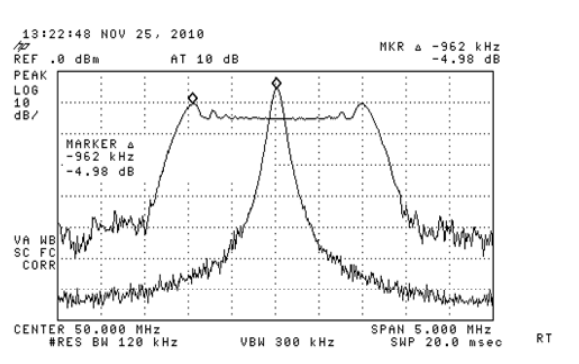 13:22:48 NOV 25, 2010
hp
MKR Δ -962 kHz
REF .0 dBm AT 10 dB -4.98 dB
PEAK
LOG
10
dB/
MARKER Δ
-962 kHz
-4.98 dB
VA WB
SC FC
CORR
CENTER 50.000 MHz SPAN 5.000 MHz
#RES BW 120 kHz VBW 300 kHz SWP 20.0 msec RT